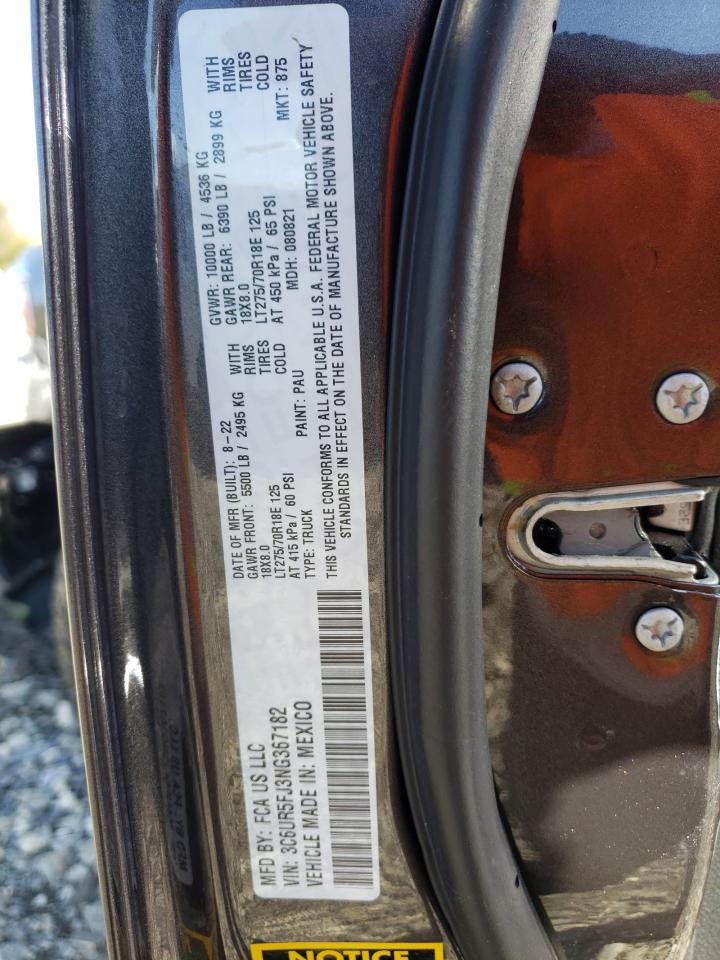 MFD BY: FCA US LLC
DATE OF MFR (BUILT): 8-22
GVWR: 10000 LB / 4536 KG
GAWR FRONT: 5500 LB / 2495 KG WITH
GAWR REAR: 6390 LB / 2899 KG WITH
18X8.0 RIMS
18X8.0 RIMS
LT275/70R18E 125 TIRES
LT275/70R18E 125 TIRES
AT 415 kPa / 60 PSI COLD
AT 450 kPa / 65 PSI COLD
VIN: 3C6UR5FJ3NG367182
TYPE: TRUCK
PAINT: PAU
MDH: 080821
MKT: 875
VEHICLE MADE IN: MEXICO
THIS VEHICLE CONFORMS TO ALL APPLICABLE U.S.A. FEDERAL MOTOR VEHICLE SAFETY
STANDARDS IN EFFECT ON THE DATE OF MANUFACTURE SHOWN ABOVE.
NOTICE